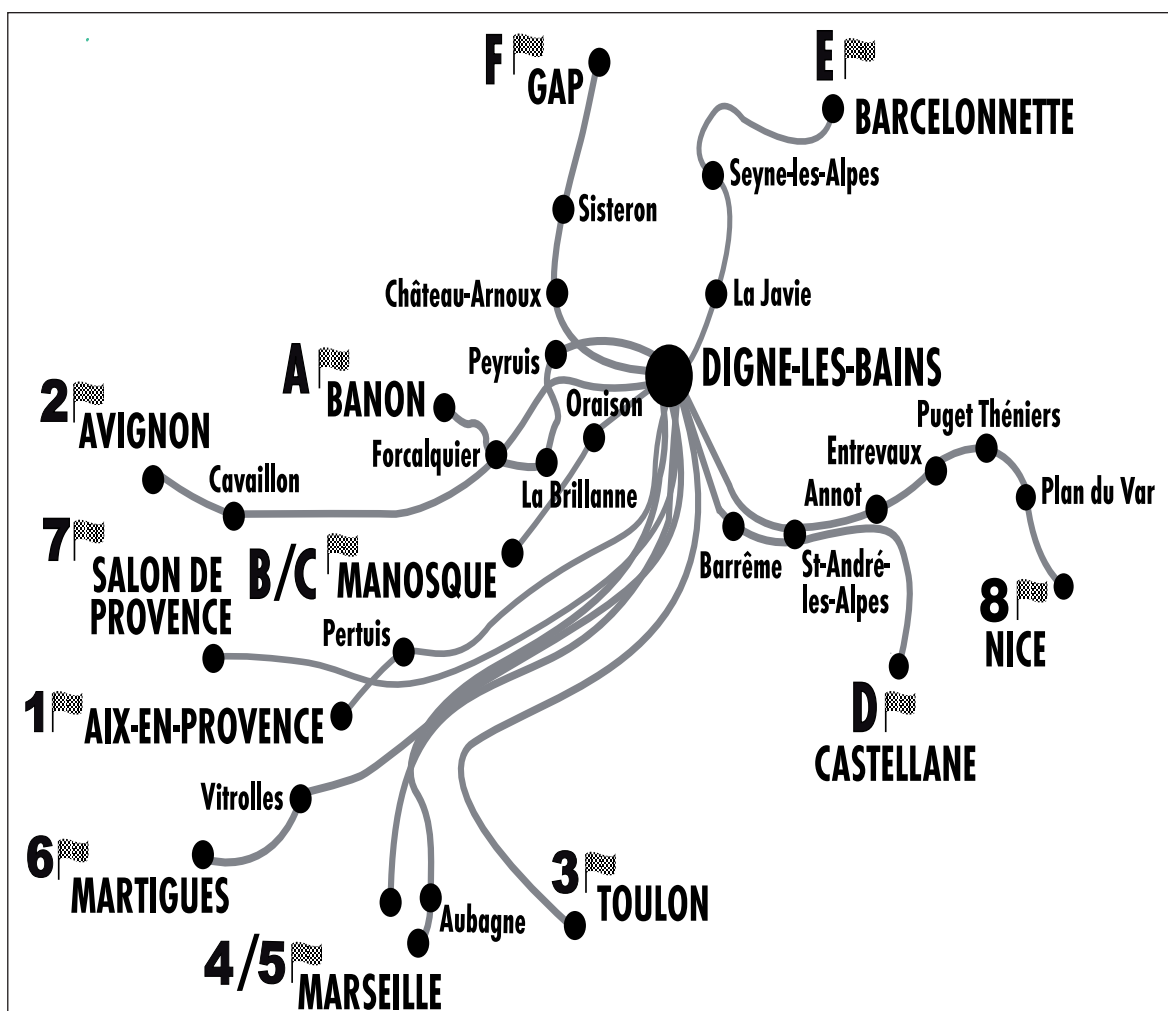 F
GAP
E
BARCELONNETTE
Seyne-les-Alpes
Sisteron
Château-Arnoux
La Javie
Peyruis
DIGNE-LES-BAINS
A
BANON
Oraison
2
AVIGNON
Forcalquier
Puget Théniers
Entrevaux
Cavaillon
La Brillanne
Annot
Plan du Var
7
SALON DE
PROVENCE
B/C
MANOSQUE
Barrême
St-André-
les-Alpes
8
NICE
Pertuis
1
AIX-EN-PROVENCE
D
CASTELLANE
Vitrolles
6
MARTIGUES
3
TOULON
Aubagne
4/5
MARSEILLE